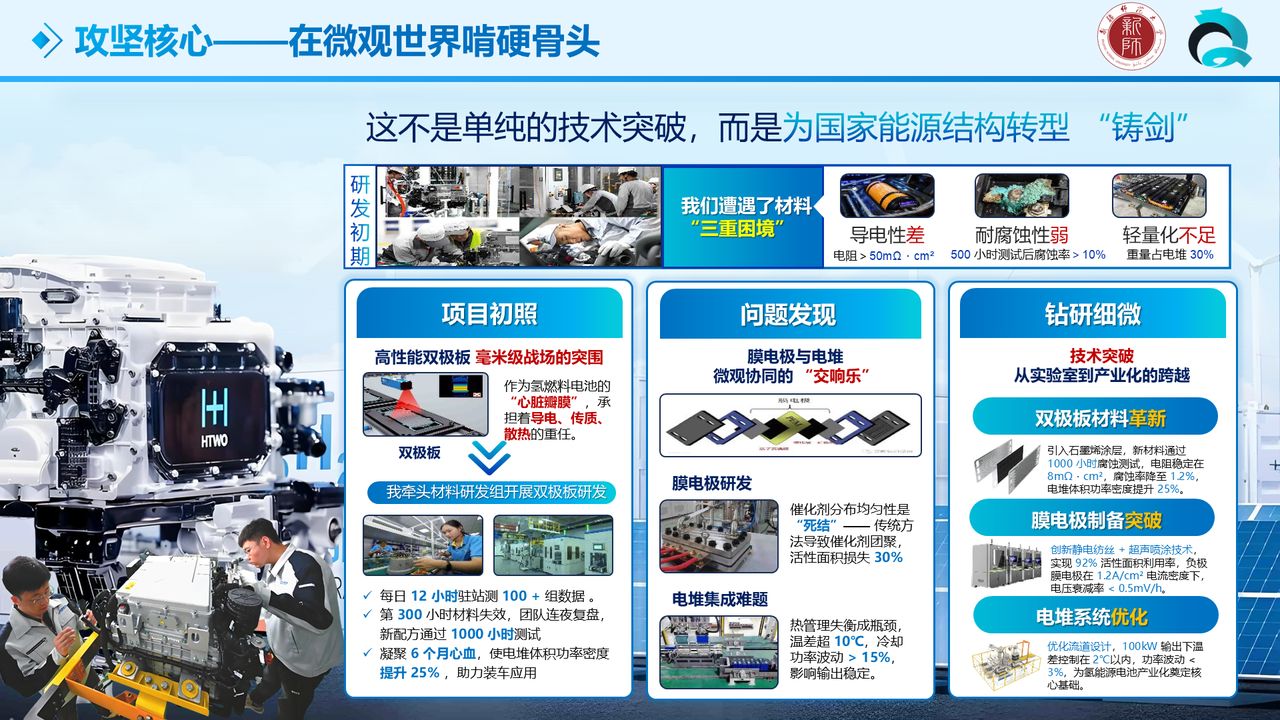 攻坚核心——在微观世界啃硬骨头
新师
这不是单纯的技术突破，而是为国家能源结构转型 “铸剑”
研发初期
我们遭遇了材料
“三重困境”
导电性差
电阻 > 50mΩ · cm²
耐腐蚀性弱
500 小时测试后腐蚀率 > 10%
轻量化不足
重量占电堆 30%
HTWO
项目初照
高性能双极板 毫米级战场的突围
作为氢燃料电池的
“心脏瓣膜”，承
担着导电、传质、
散热的重任。
双极板
我牵头材料研发组开展双极板研发
✓ 每日 12 小时驻站测 100 + 组数据 。
✓ 第 300 小时材料失效，团队连夜复盘，
新配方通过 1000 小时测试
✓ 凝聚 6 个月心血，使电堆体积功率密度
提升 25% ，助力装车应用
问题发现
膜电极与电堆
微观协同的 “交响乐”
膜电极研发
催化剂分布均匀性是
“死结” —— 传统方
法导致催化剂团聚，
活性面积损失 30%
电堆集成难题
热管理失衡成瓶颈，
温差超 10℃，冷却
功率波动 > 15%，
影响输出稳定。
钻研细微
技术突破
从实验室到产业化的跨越
双极板材料革新
引入石墨烯涂层，新材料通过
1000 小时腐蚀测试，电阻稳定在
8mΩ · cm²，腐蚀率降至 1.2%，
电堆体积功率密度提升 25%。
膜电极制备突破
创新静电纺丝 + 超声喷涂技术，
实现 92% 活性面积利用率，负极
膜电极在 1.2A/cm² 电流密度下，
电压衰减率 < 0.5mV/h。
电堆系统优化
优化流道设计，100kW 输出下温
差控制在 2℃以内，功率波动 <
3%，为氢能源电池产业化奠定核
心基础。